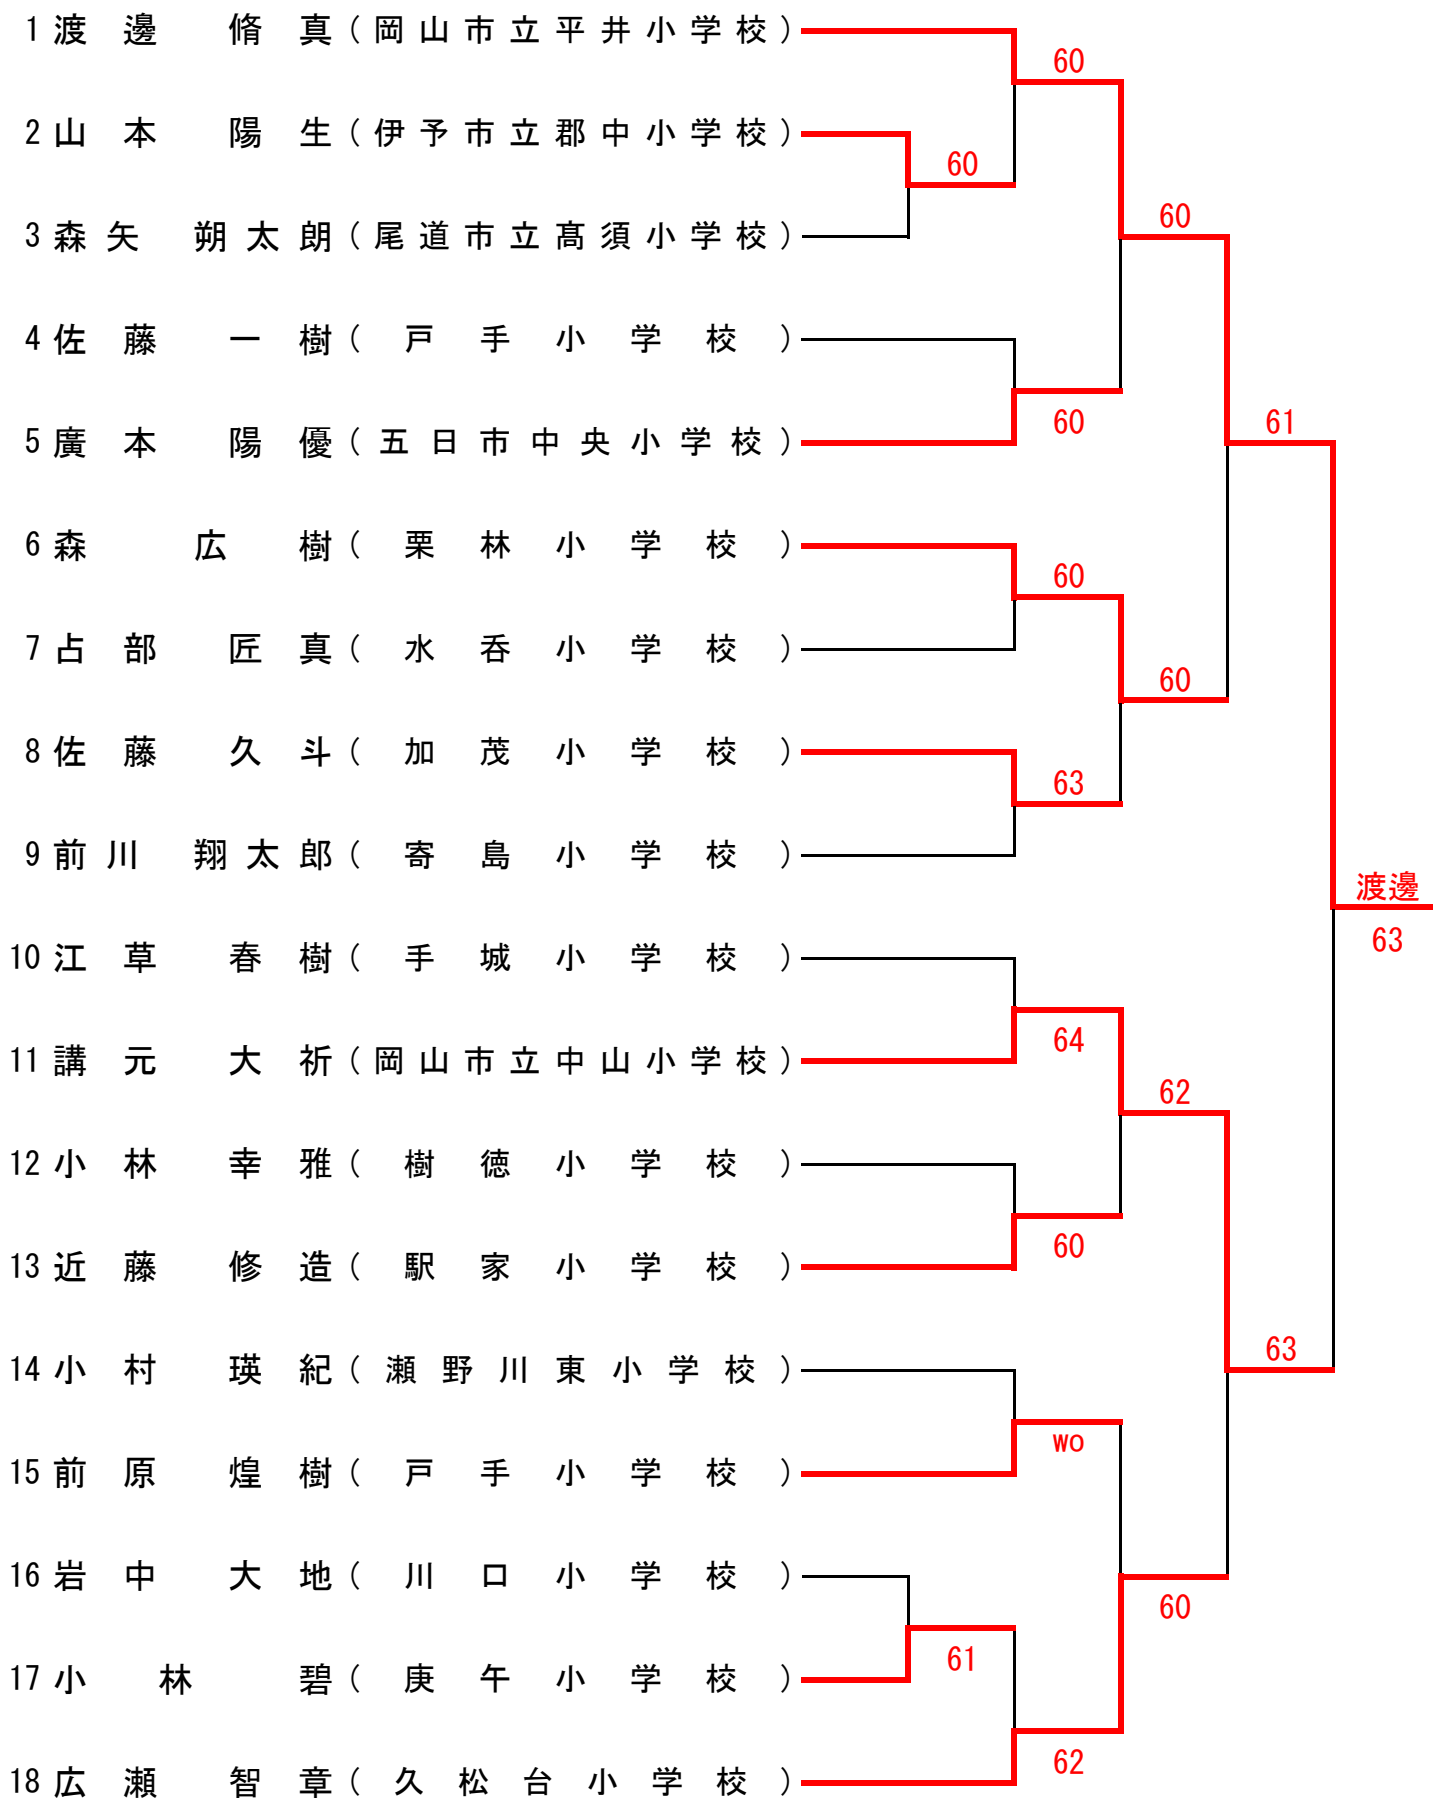 1 渡邊 脩真(岡山市立平井小学校)
60
2 山本 陽生(伊予市立郡中小学校)
60
3 森矢 朔太朗(尾道市立髙須小学校)
60
4 佐藤 一樹(戸手小学校)
60
61
5 廣本 陽優(五日市中央小学校)
6 森 広樹(栗林小学校)
60
7 占部 匠真(水呑小学校)
60
8 佐藤 久斗(加茂小学校)
63
9 前川 翔太郎(寄島小学校)
渡邊
63
10 江草 春樹(手城小学校)
64
11 講元 大祈(岡山市立中山小学校)
62
12 小林 幸雅(樹徳小学校)
60
13 近藤 修造(駅家小学校)
63
14 小村 瑛紀(瀬野川東小学校)
wo
15 前原 煌樹(戸手小学校)
16 岩中 大地(川口小学校)
60
61
17 小林 碧(庚午小学校)
62
18 広瀬 智章(久松台小学校)